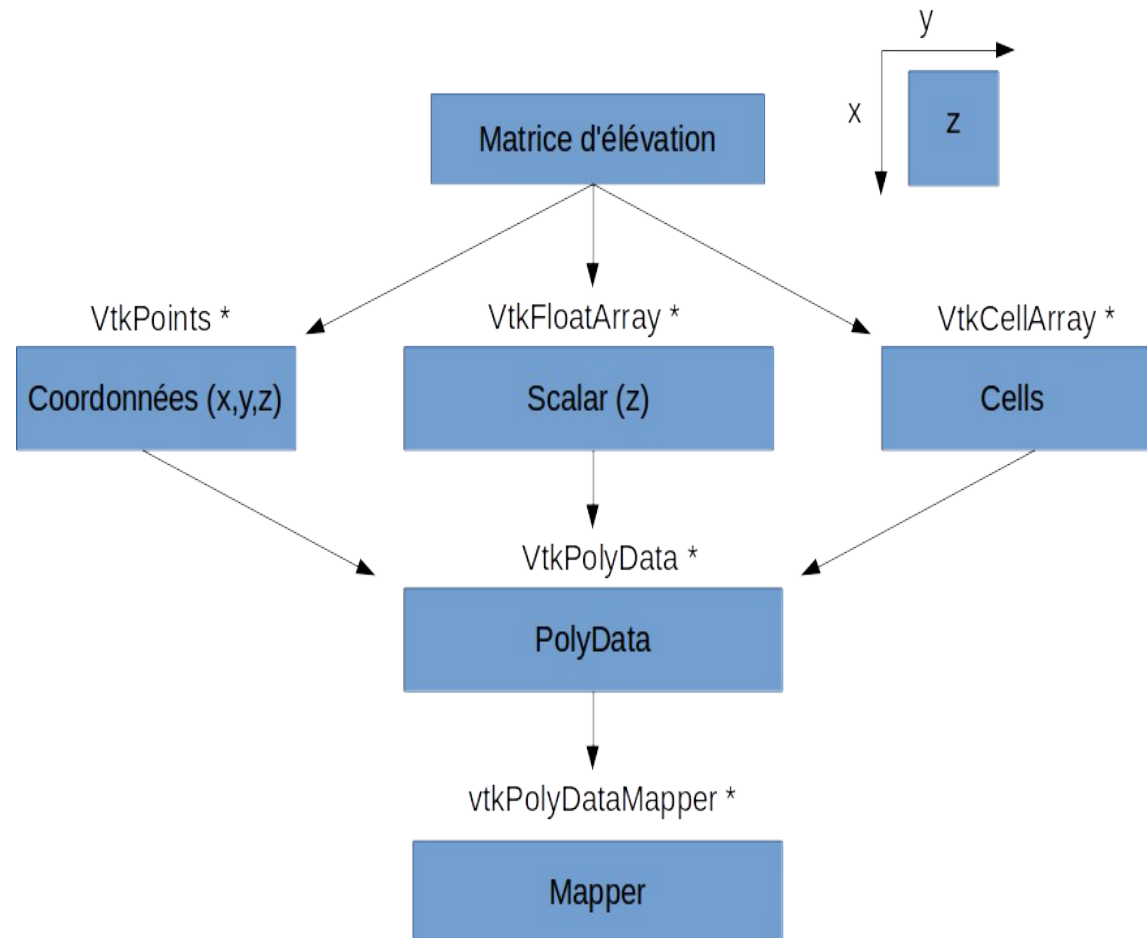 y
x
z
Matrice d'élévation
VtkPoints *
VtkFloatArray *
VtkCellArray *
Coordonnées (x,y,z)
Scalar (z)
Cells
VtkPolyData *
PolyData
vtkPolyDataMapper *
Mapper